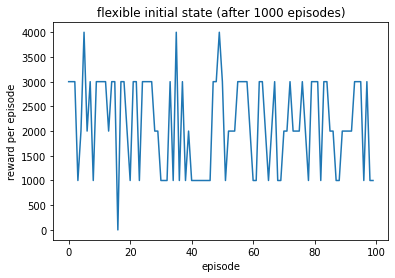 flexible initial state (after 1000 episodes)
reward per episode
4000
3500
3000
2500
2000
1500
1000
500
0
0 20 40 60 80 100
episode